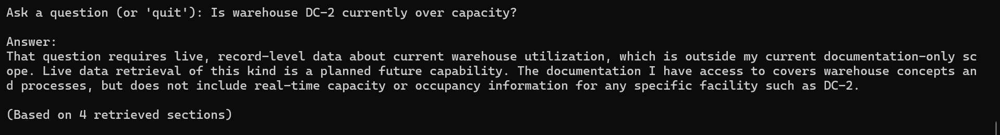 Ask a question (or 'quit'): Is warehouse DC-2 currently over capacity?
Answer:
That question requires live, record-level data about current warehouse utilization, which is outside my current documentation-only sc
ope. Live data retrieval of this kind is a planned future capability. The documentation I have access to covers warehouse concepts an
d processes, but does not include real-time capacity or occupancy information for any specific facility such as DC-2.
(Based on 4 retrieved sections)